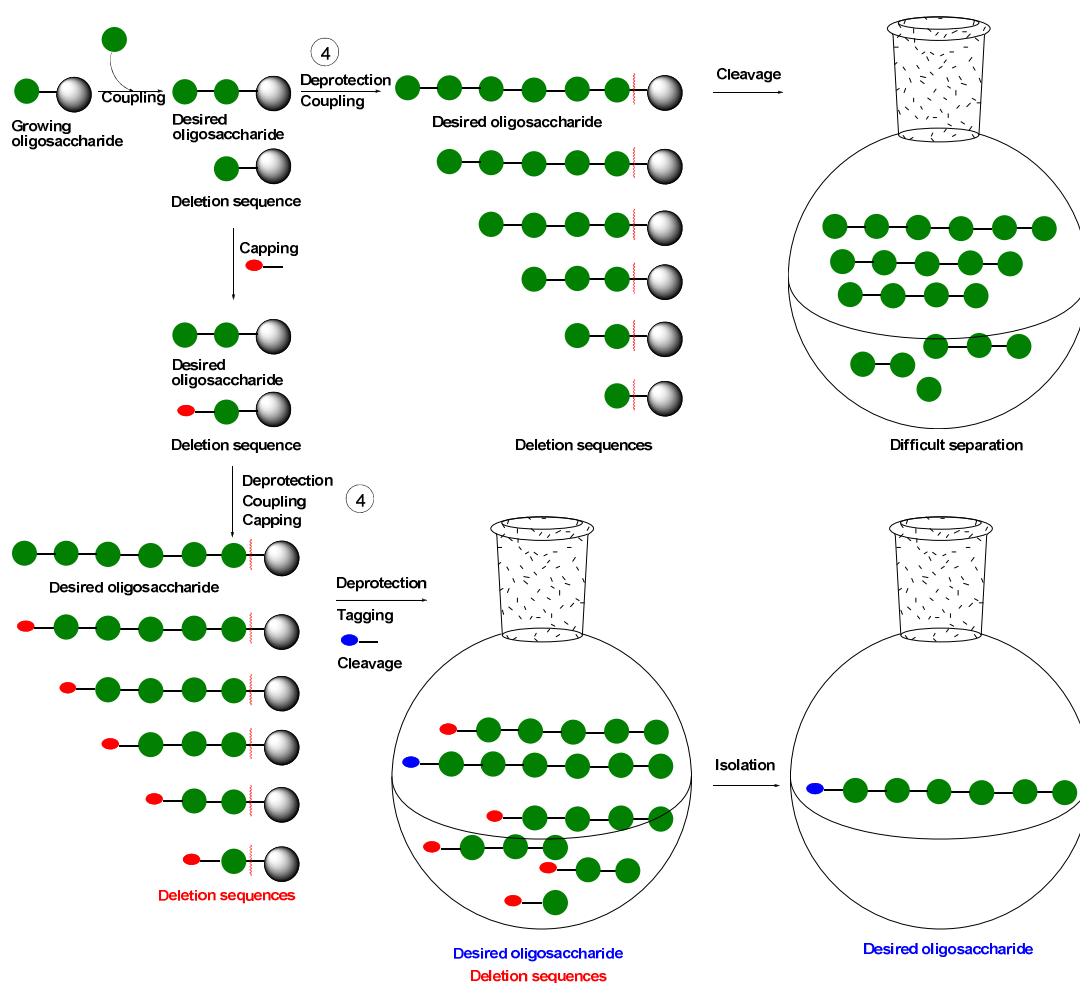 4
Deprotection
Coupling
Cleavage
Coupling
Growing
oligosaccharide
Desired
oligosaccharide
Desired oligosaccharide
Deletion sequence
Capping
Desired
oligosaccharide
Deletion sequence
Deletion sequences
Difficult separation
Deprotection
Coupling
Capping
4
Desired oligosaccharide
Deprotection
Tagging
Cleavage
Isolation
Deletion sequences
Desired oligosaccharide
Deletion sequences
Desired oligosaccharide